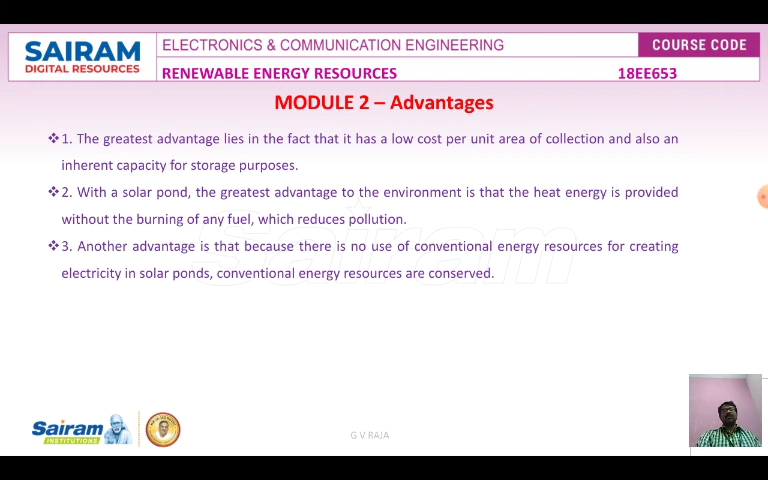 SAIRAM
DIGITAL RESOURCES
ELECTRONICS & COMMUNICATION ENGINEERING
COURSE CODE
RENEWABLE ENERGY RESOURCES
18EE653
MODULE 2 – Advantages
❖1. The greatest advantage lies in the fact that it has a low cost per unit area of collection and also an
inherent capacity for storage purposes.
❖2. With a solar pond, the greatest advantage to the environment is that the heat energy is provided
without the burning of any fuel, which reduces pollution.
❖3. Another advantage is that because there is no use of conventional energy resources for creating
electricity in solar ponds, conventional energy resources are conserved.
Sairam
Sairam
INSTITUTIONS
G V RAJA